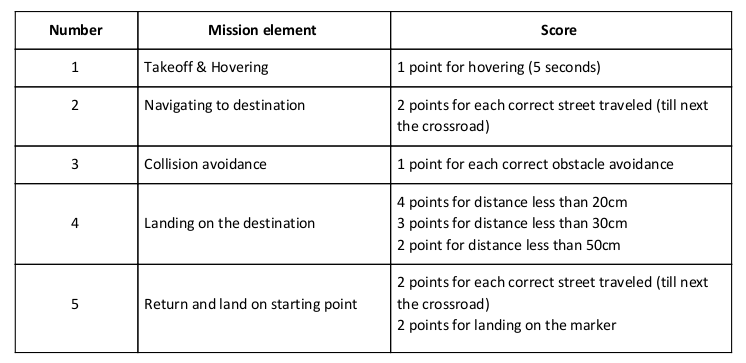 Number Mission element Score
1 Takeoff & Hovering 1 point for hovering (5 seconds)
2 Navigating to destination 2 points for each correct street traveled (till next
the crossroad)
3 Collision avoidance 1 point for each correct obstacle avoidance
4 Landing on the destination 4 points for distance less than 20cm
3 points for distance less than 30cm
2 point for distance less than 50cm
5 Return and land on starting point 2 points for each correct street traveled (till next
the crossroad)
2 points for landing on the marker